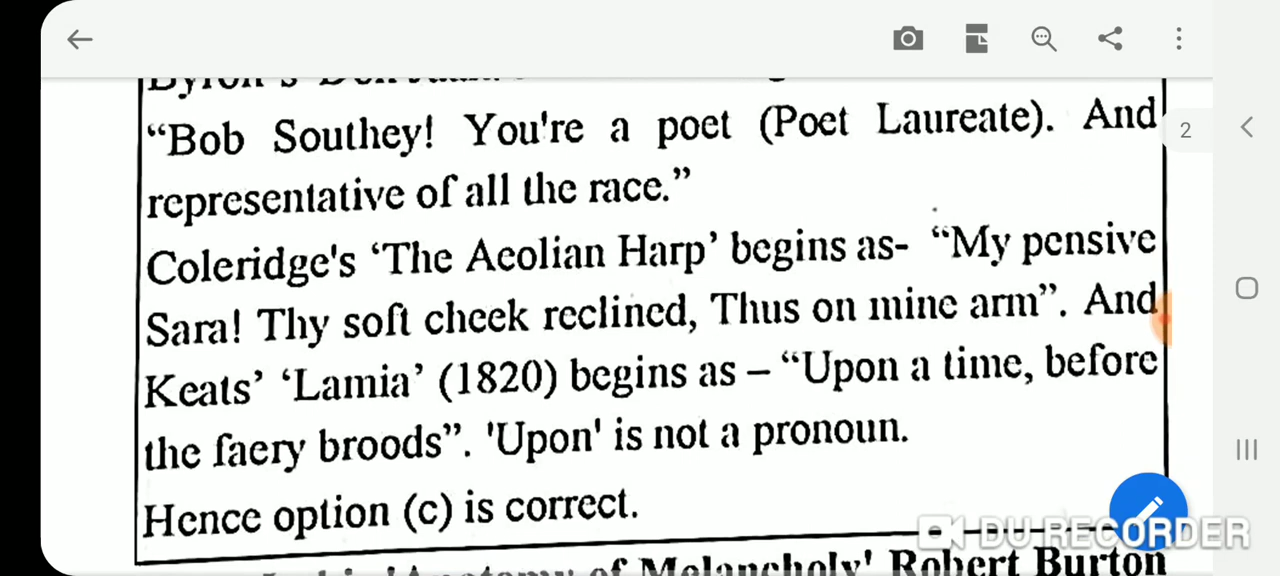 "Bob Southey! You're a poet (Poet Laureate). And
2
representative of all the race."
Coleridge's 'The Aeolian Harp' begins as- "My pensive
Sara! Thy soft cheek reclined, Thus on mine arm". And
Keats' 'Lamia' (1820) begins as – "Upon a time, before
the faery broods". 'Upon' is not a pronoun.
Hence option (c) is correct.
DU RECORDER
of Melancholy' Robert Burton